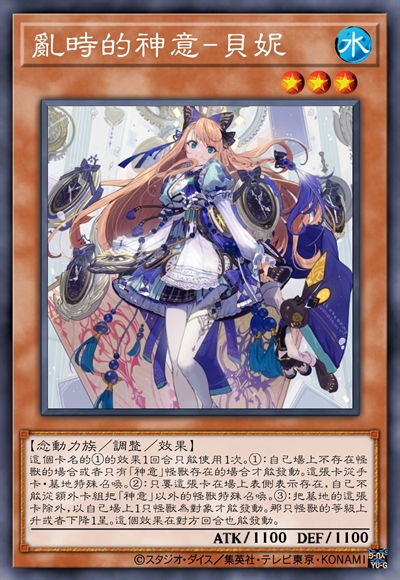 亂時的神意-貝妮
水
【念動力族／調整／效果】
這個卡名的①的效果1回合只能使用1次。①：自己場上不存在怪
獸的場合或者只有「神意」怪獸存在的場合才能發動。這張卡從手
卡・墓地特殊召喚。②：只要這張卡在場上表側表示存在，自己不
能從額外卡組把「神意」以外的怪獸特殊召喚。③：把墓地的這張
卡除外，以自己場上1只怪獸為對象才能發動。那只怪獸的等級上
升或者下降1星。這個效果在對方回合也能發動。
ATK/1100 DEF/1100
©スタジオ・ダイス／集英社・テレビ東京・KONAMI
YU-G